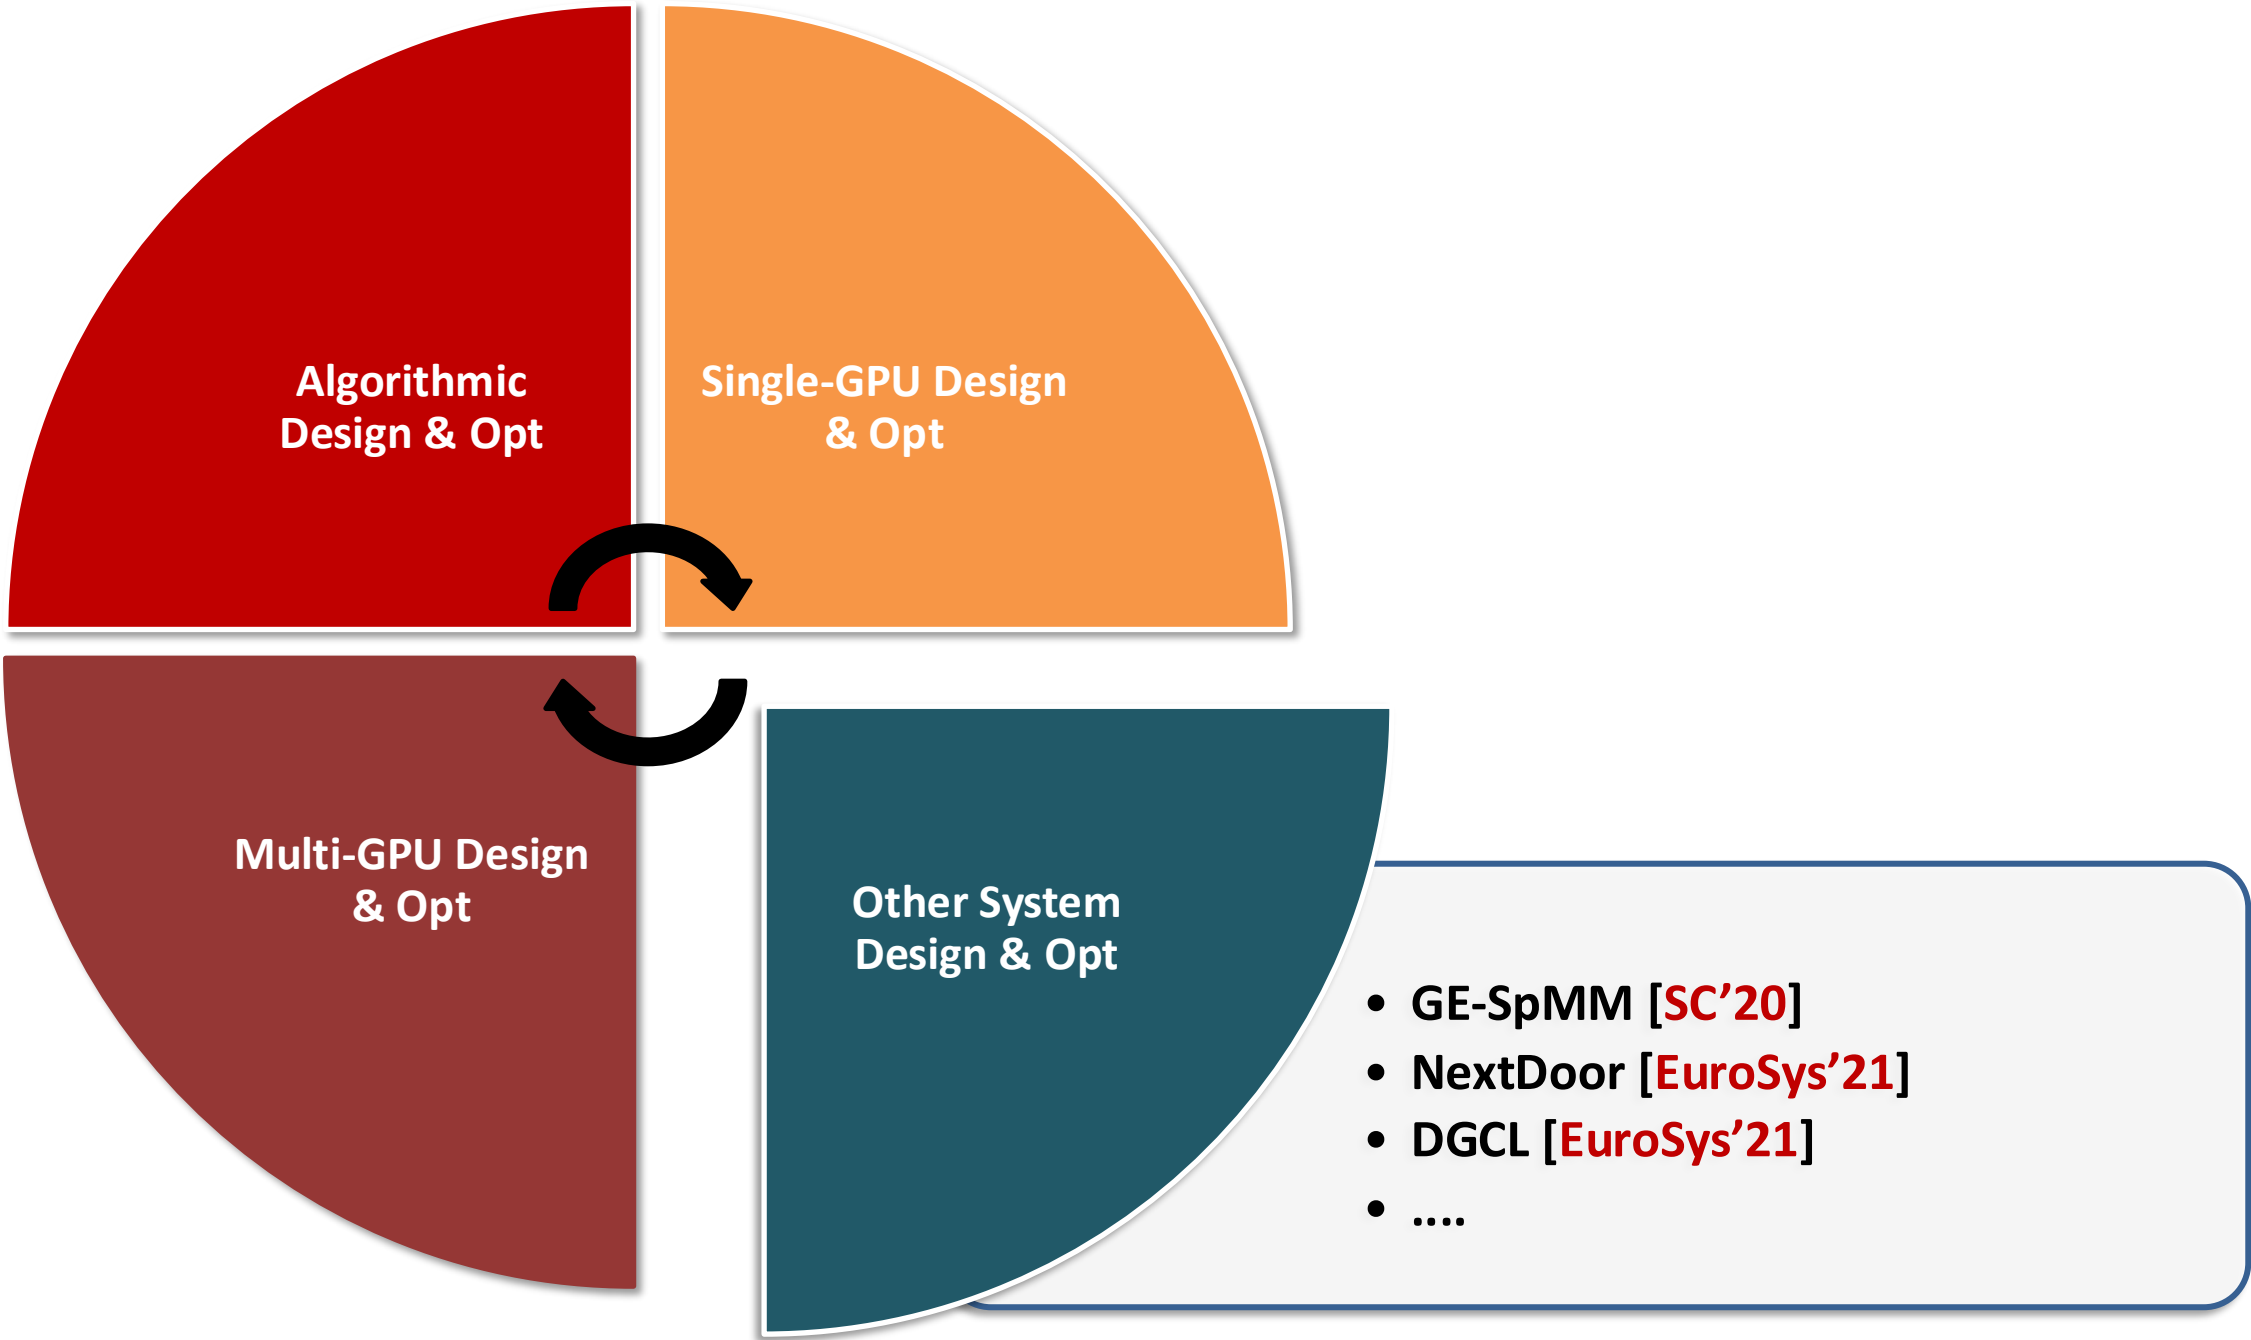 Algorithmic
Design & Opt
Single-GPU Design
& Opt
Multi-GPU Design
& Opt
Other System
Design & Opt
• GE-SpMM [SC’20]
• NextDoor [EuroSys’21]
• DGCL [EuroSys’21]
• ....